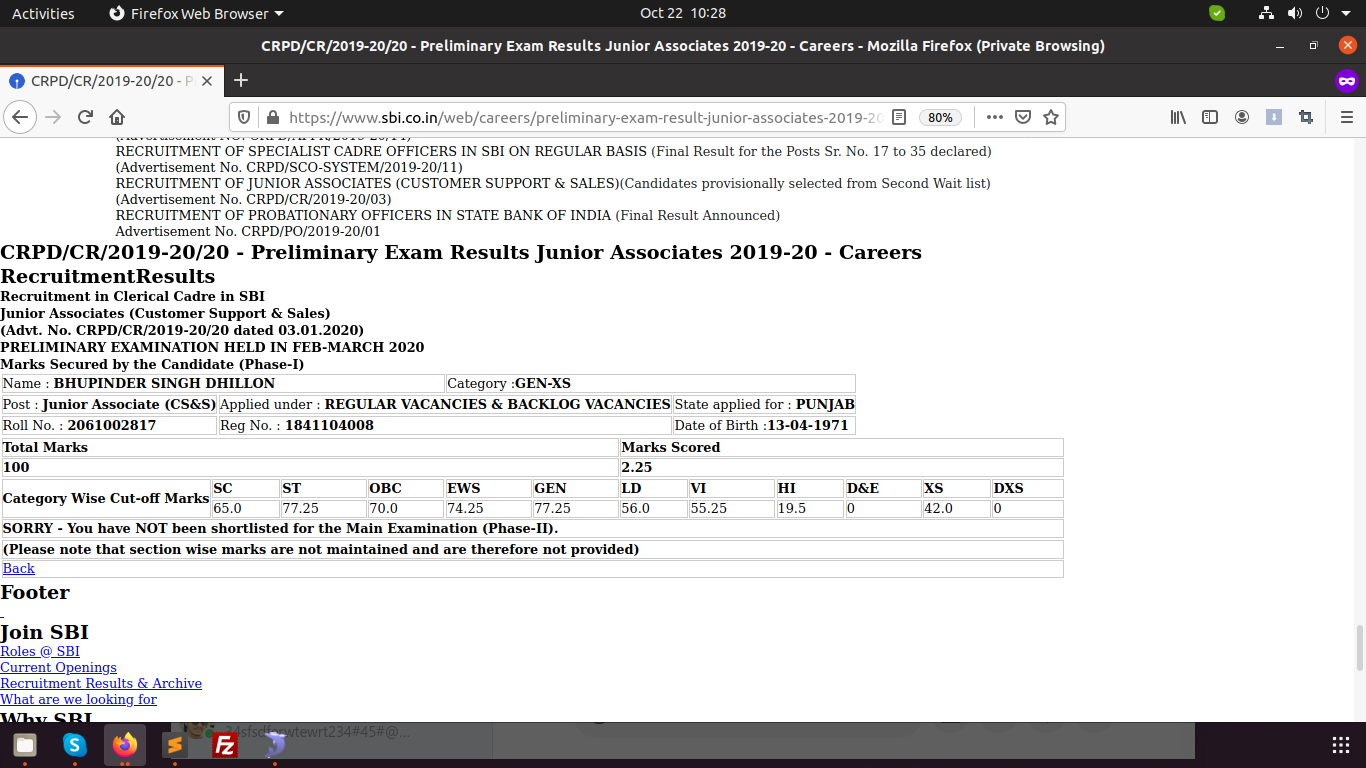 Activities Firefox Web Browser Oct 22 10:28
CRPD/CR/2019-20/20 - Preliminary Exam Results Junior Associates 2019-20 - Careers - Mozilla Firefox (Private Browsing)
CRPD/CR/2019-20/20 - P
https://www.sbi.co.in/web/careers/preliminary-exam-result-junior-associates-2019-20 80%
RECRUITMENT OF SPECIALIST CADRE OFFICERS IN SBI ON REGULAR BASIS (Final Result for the Posts Sr. No. 17 to 35 declared)
(Advertisement No. CRPD/SCO-SYSTEM/2019-20/11)
RECRUITMENT OF JUNIOR ASSOCIATES (CUSTOMER SUPPORT & SALES)(Candidates provisionally selected from Second Wait list)
(Advertisement No. CRPD/CR/2019-20/03)
RECRUITMENT OF PROBATIONARY OFFICERS IN STATE BANK OF INDIA (Final Result Announced)
Advertisement No. CRPD/PO/2019-20/01
CRPD/CR/2019-20/20 - Preliminary Exam Results Junior Associates 2019-20 - Careers
RecruitmentResults
Recruitment in Clerical Cadre in SBI
Junior Associates (Customer Support & Sales)
(Advt. No. CRPD/CR/2019-20/20 dated 03.01.2020)
PRELIMINARY EXAMINATION HELD IN FEB-MARCH 2020
Marks Secured by the Candidate (Phase-I)
Name : BHUPINDER SINGH DHILLON Category :GEN-XS
Post : Junior Associate (CS&S) Applied under : REGULAR VACANCIES & BACKLOG VACANCIES State applied for : PUNJAB
Roll No. : 2061002817 Reg No. : 1841104008 Date of Birth :13-04-1971
Total Marks Marks Scored
100 2.25
Category Wise Cut-off Marks SC ST OBC EWS GEN LD VI HI D&E XS DXS
65.0 77.25 70.0 74.25 77.25 56.0 55.25 19.5 0 42.0 0
SORRY - You have NOT been shortlisted for the Main Examination (Phase-II).
(Please note that section wise marks are not maintained and are therefore not provided)
Back
Footer
Join SBI
Roles @ SBI
Current Openings
Recruitment Results & Archive
What are we looking for
Why SBI